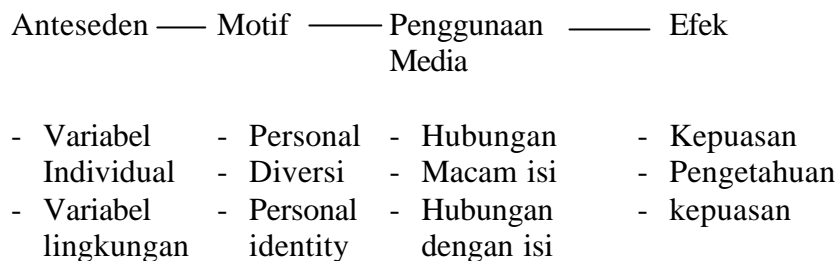 Anteseden Motif Penggunaan Efek
Media
- Variabel - Personal - Hubungan - Kepuasan
Individual - Diversi - Macam isi - Pengetahuan
- Variabel - Personal - Hubungan - kepuasan
lingkungan identity dengan isi